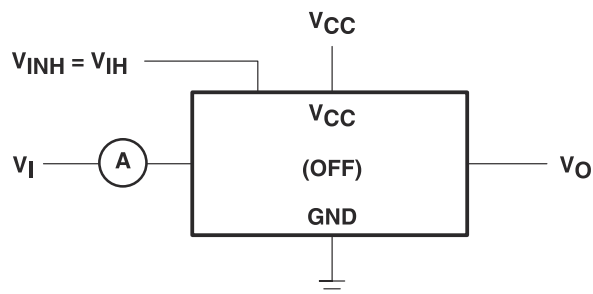 VCC
VINH = VIH
VCC
VI
A
(OFF)
VO
GND